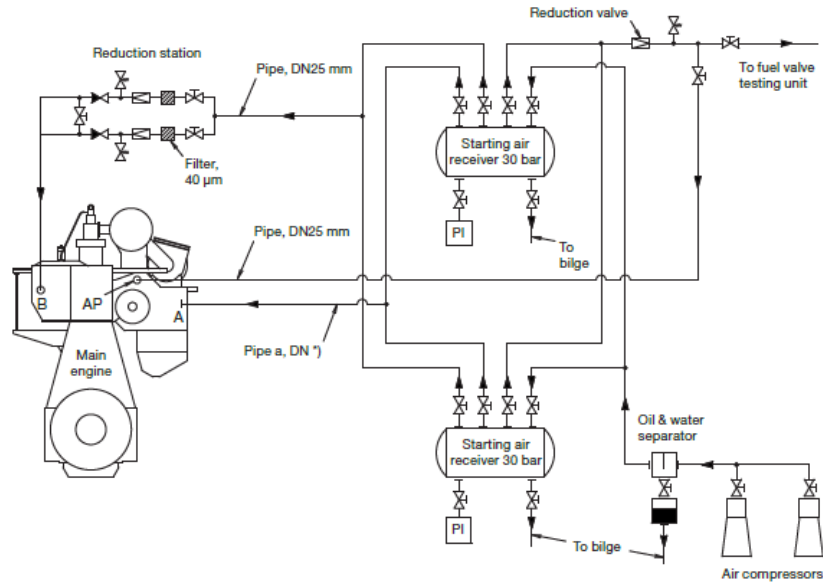 Reduction valve
Reduction station
Pipe, DN25 mm
To fuel valve
testing unit
Starting air
receiver 30 bar
Filter,
40 µm
PI
To
bilge
Pipe, DN25 mm
B
AP
A
Pipe a, DN *)
Main
engine
Oil & water
separator
Starting air
receiver 30 bar
PI
To bilge
Air compressors